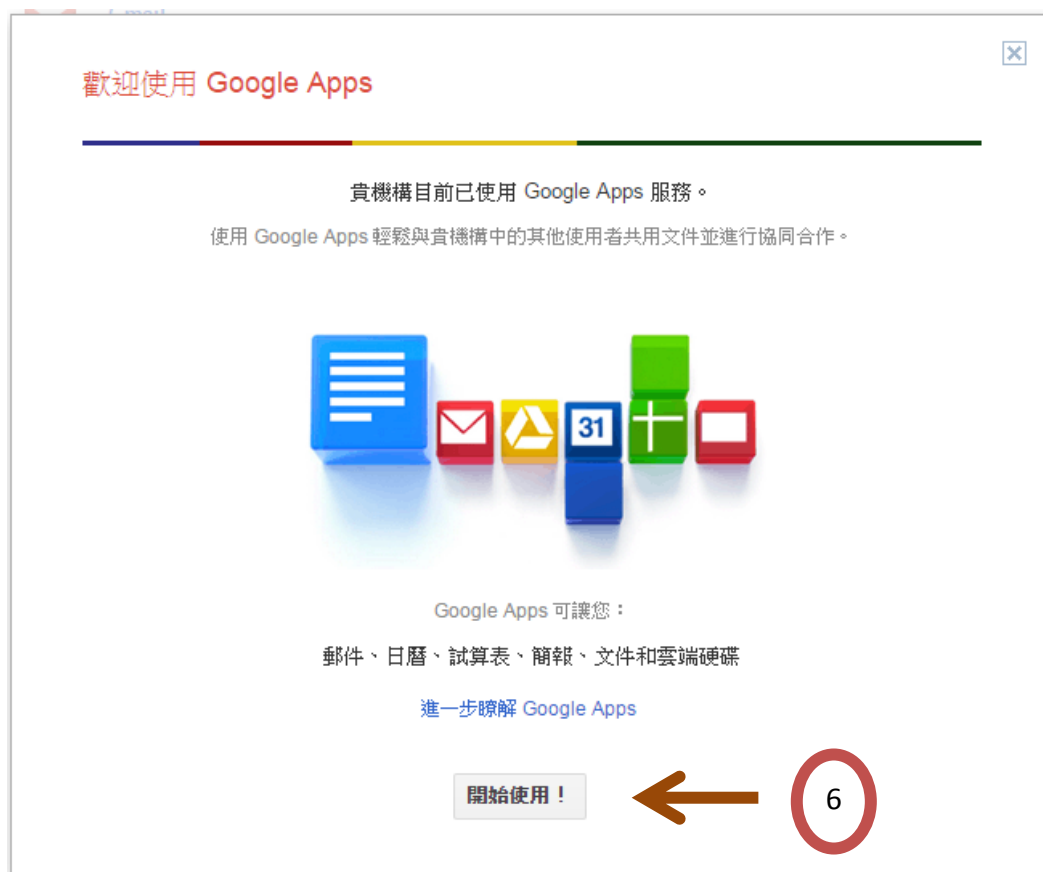 歡迎使用 Google Apps
貴機構目前已使用 Google Apps 服務。
使用 Google Apps 輕鬆與貴機構中的其他使用者共用文件並進行協同合作。
31
Google Apps 可讓您：
郵件、日曆、試算表、簡報、文件和雲端硬碟
進一步瞭解 Google Apps
開始使用！
6